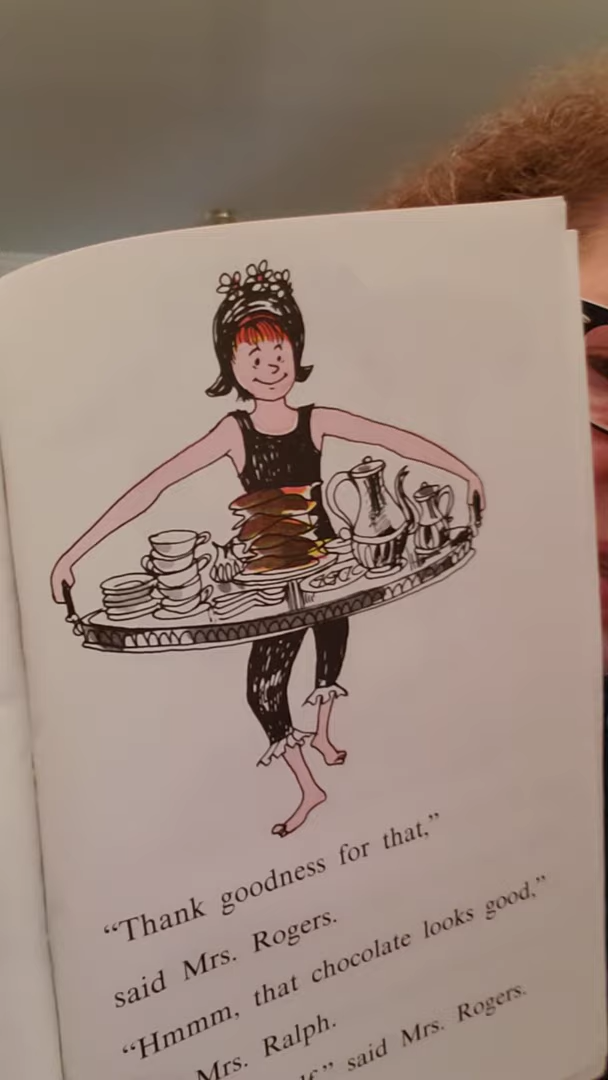 “Thank goodness for that,”
said Mrs. Rogers.
“Hmmm, that chocolate looks good,”
Mrs. Ralph.
said Mrs. Rogers.